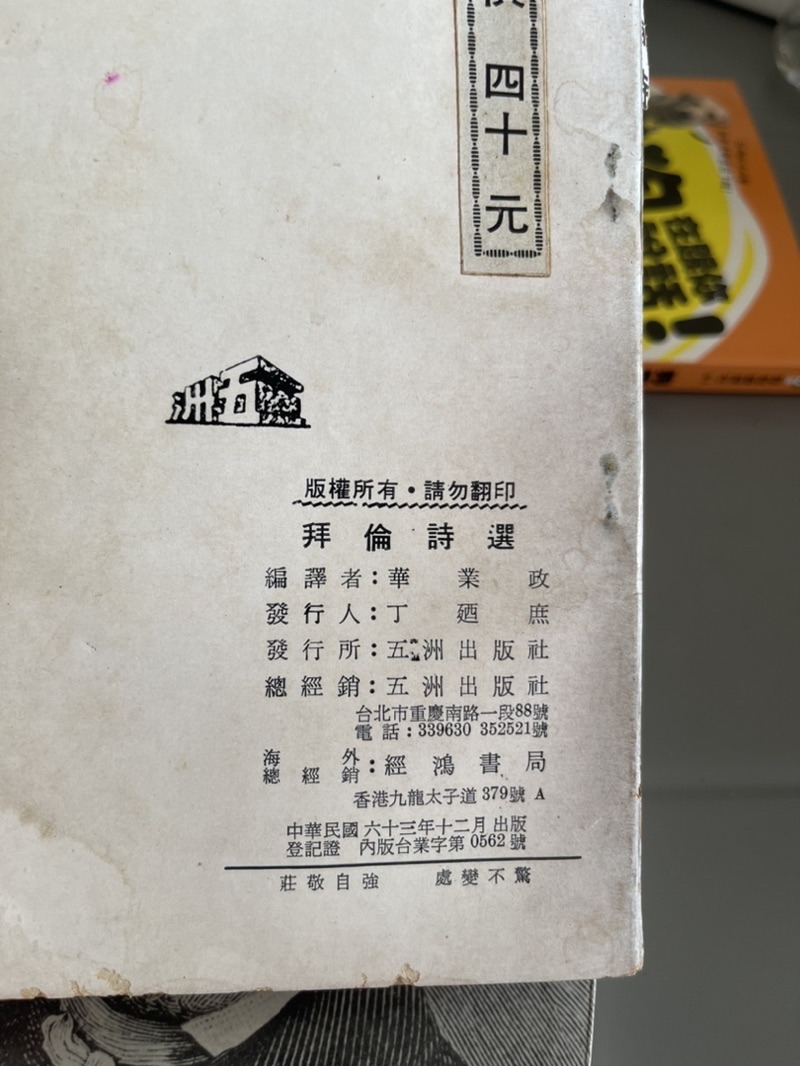 四十元
五洲
版權所有・請勿翻印
拜倫詩選
編譯者：華業政
發行人：丁廼庶
發行所：五洲出版社
總經銷：五洲出版社
台北市重慶南路一段88號
電話：339630 352521號
海外總經銷：經鴻書局
香港九龍太子道379號 A
中華民國六十三年十二月出版
登記證 內版台業字第0562號
莊敬自強 處變不驚